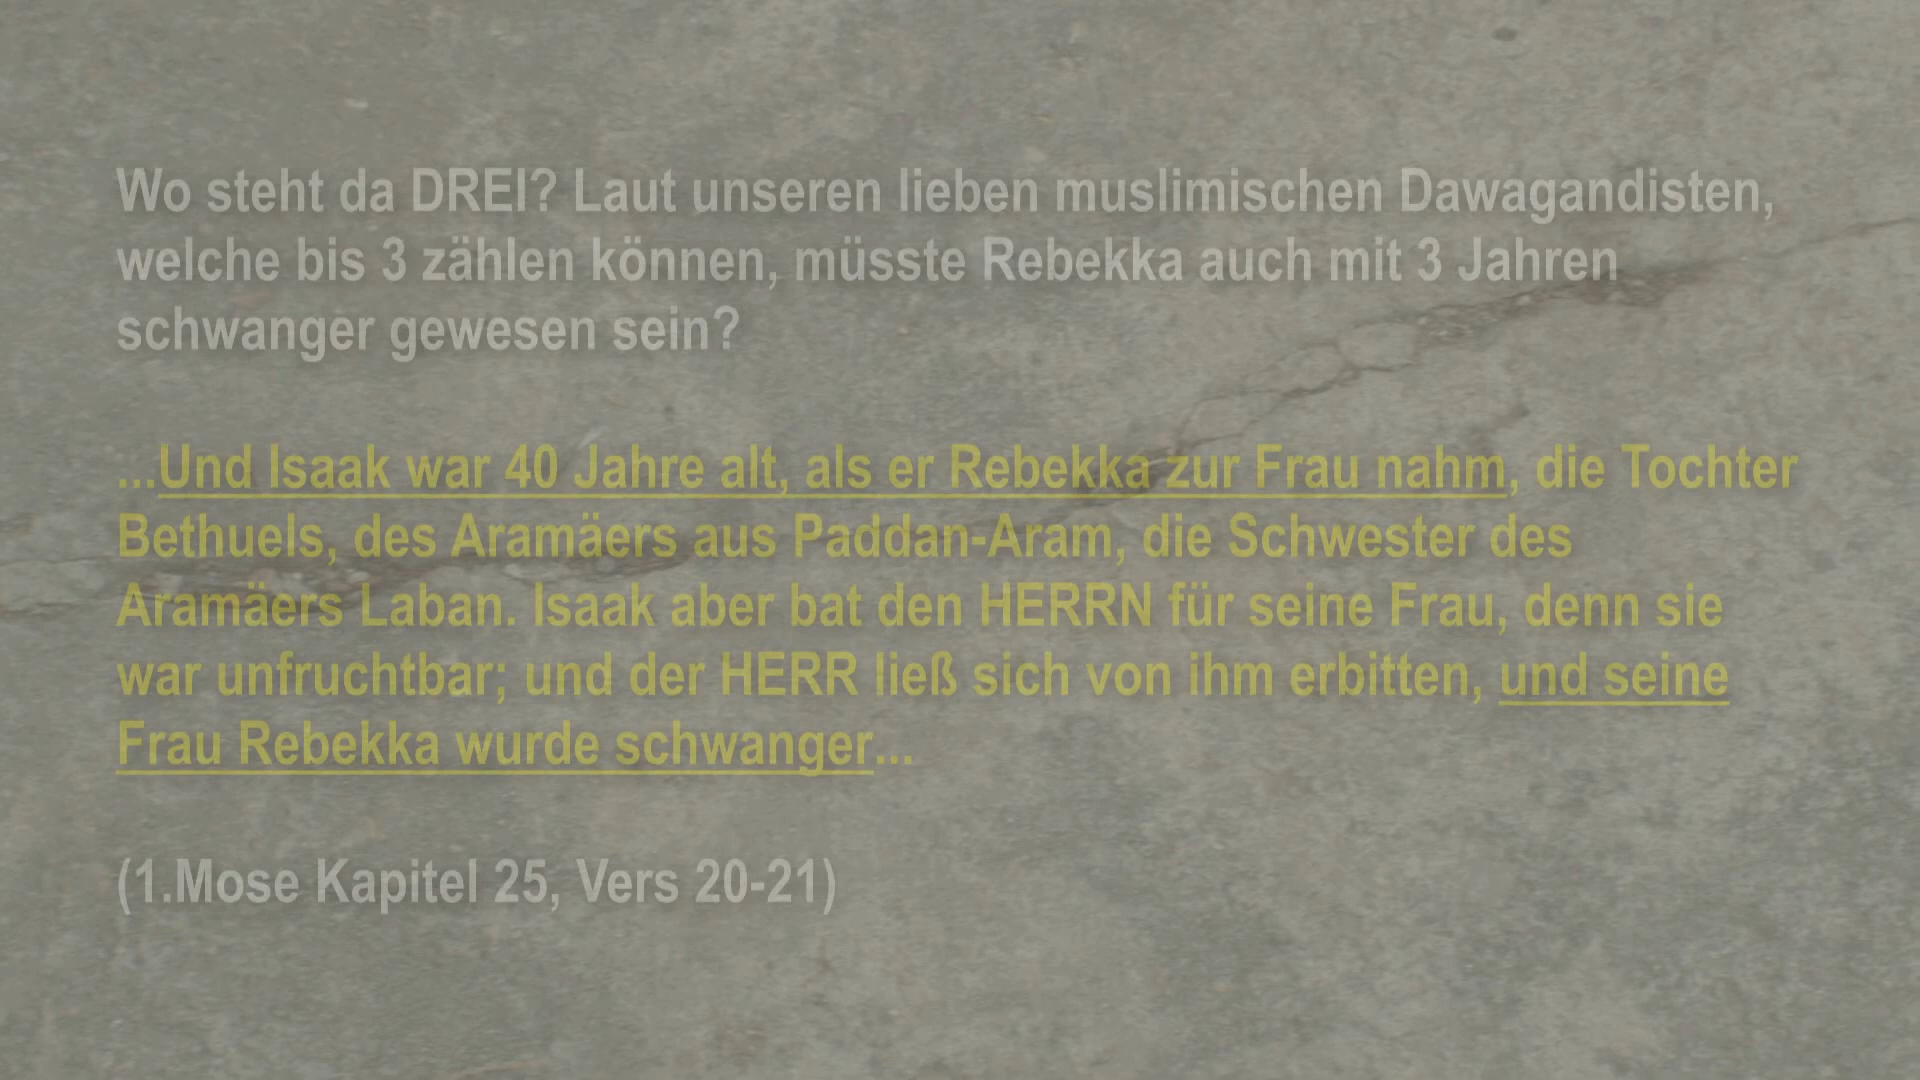 Wo steht da DREI? Laut unseren lieben muslimischen Dawagandisten,
welche bis 3 zählen können, müsste Rebekka auch mit 3 Jahren
schwanger gewesen sein?
...Und Isaak war 40 Jahre alt, als er Rebekka zur Frau nahm, die Tochter
Bethuels, des Aramäers aus Paddan-Aram, die Schwester des
Aramäers Laban. Isaak aber bat den HERRN für seine Frau, denn sie
war unfruchtbar; und der HERR ließ sich von ihm erbitten, und seine
Frau Rebekka wurde schwanger...
(1.Mose Kapitel 25, Vers 20-21)